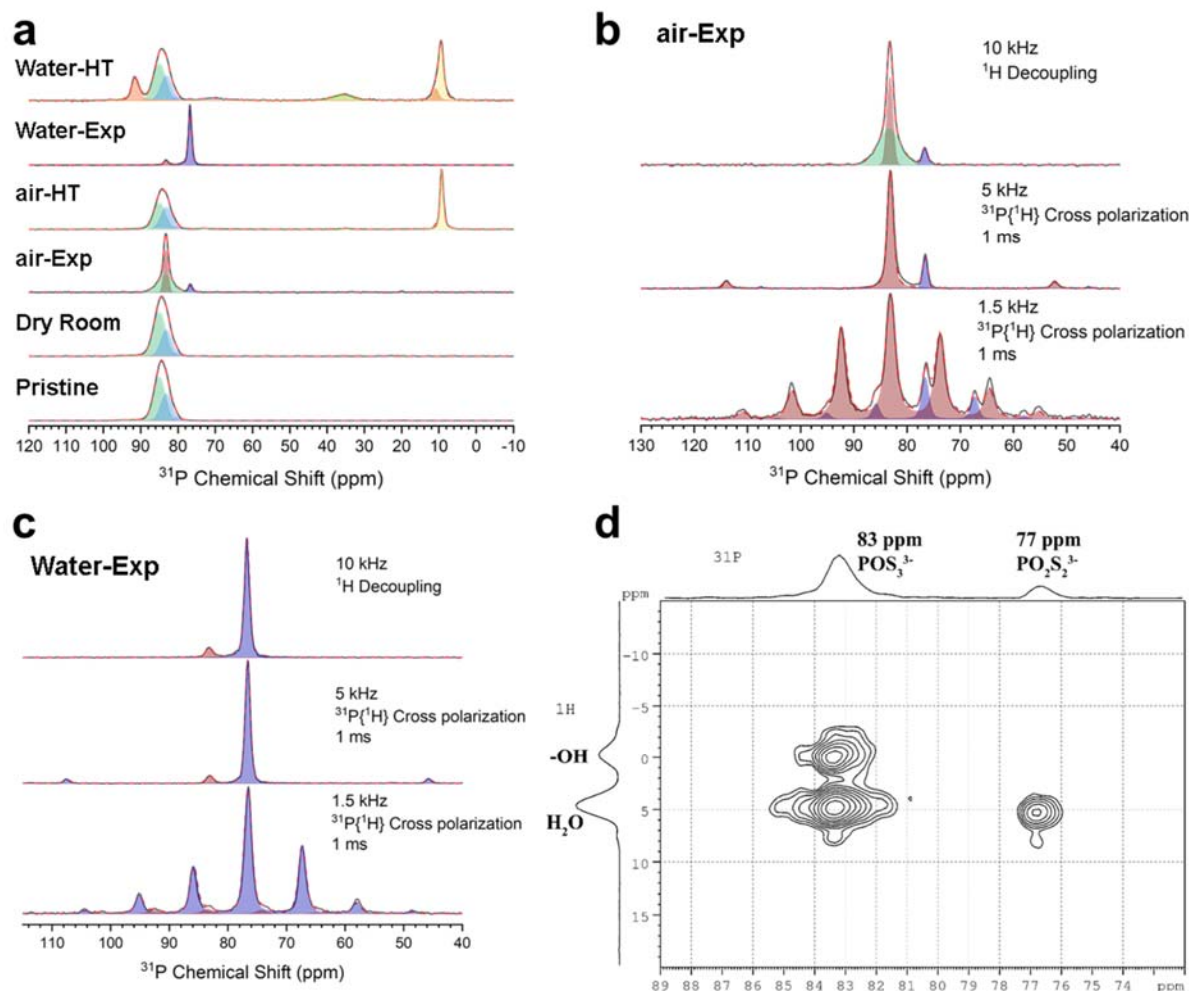 a
Water-HT
Water-Exp
air-HT
air-Exp
Dry Room
Pristine
120 110 100 90 80 70 60 50 40 30 20 10 0 -10
³¹P Chemical Shift (ppm)
b
air-Exp
10 kHz
¹H Decoupling
5 kHz
³¹P{¹H} Cross polarization
1 ms
1.5 kHz
³¹P{¹H} Cross polarization
1 ms
130 120 110 100 90 80 70 60 50 40
³¹P Chemical Shift (ppm)
c
Water-Exp
10 kHz
¹H Decoupling
5 kHz
³¹P{¹H} Cross polarization
1 ms
1.5 kHz
³¹P{¹H} Cross polarization
1 ms
110 100 90 80 70 60 50 40
³¹P Chemical Shift (ppm)
d
83 ppm
POS₃³⁻
77 ppm
PO₂S₂³⁻
31P
ppm
-10
-5
1H
-OH
0
H₂O
5
10
15
89 88 87 86 85 84 83 82 81 80 79 78 77 76 75 74 ppm